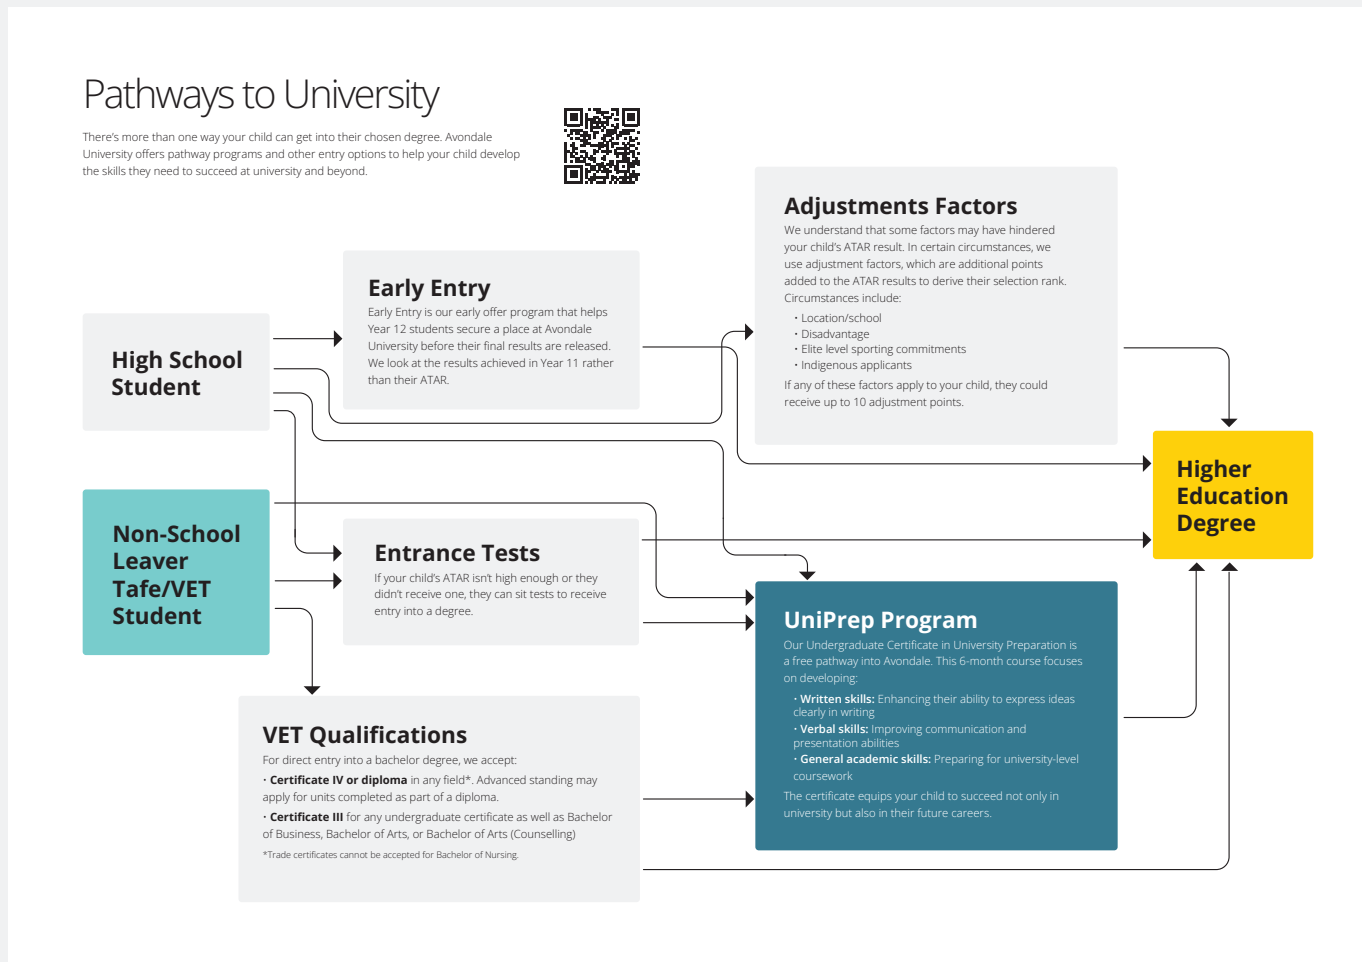 Pathways to University
There's more than one way your child can get into their chosen degree. Avondale
University offers pathway programs and other entry options to help your child develop
the skills they need to succeed at university and beyond.
Adjustments Factors
We understand that some factors may have hindered
your child's ATAR result. In certain circumstances, we
use adjustment factors, which are additional points
added to the ATAR results to derive their selection rank.
Circumstances include:
• Location/school
• Disadvantage
• Elite level sporting commitments
• Indigenous applicants
If any of these factors apply to your child, they could
receive up to 10 adjustment points.
Early Entry
Early Entry is our early offer program that helps
Year 12 students secure a place at Avondale
University before their final results are released.
We look at the results achieved in Year 11 rather
than their ATAR.
High School
Student
Higher
Education
Degree
Non-School
Leaver
Tafe/VET
Student
Entrance Tests
If your child's ATAR isn't high enough or they
didn't receive one, they can sit tests to receive
entry into a degree.
UniPrep Program
Our Undergraduate Certificate in University Preparation is
a free pathway into Avondale. This 6-month course focuses
on developing:
• Written skills: Enhancing their ability to express ideas
clearly in writing
• Verbal skills: Improving communication and
presentation abilities
• General academic skills: Preparing for university-level
coursework
The certificate equips your child to succeed not only in
university but also in their future careers.
VET Qualifications
For direct entry into a bachelor degree, we accept:
• Certificate IV or diploma in any field*. Advanced standing may
apply for units completed as part of a diploma.
• Certificate III for any undergraduate certificate as well as Bachelor
of Business, Bachelor of Arts, or Bachelor of Arts (Counselling)
*Trade certificates cannot be accepted for Bachelor of Nursing.